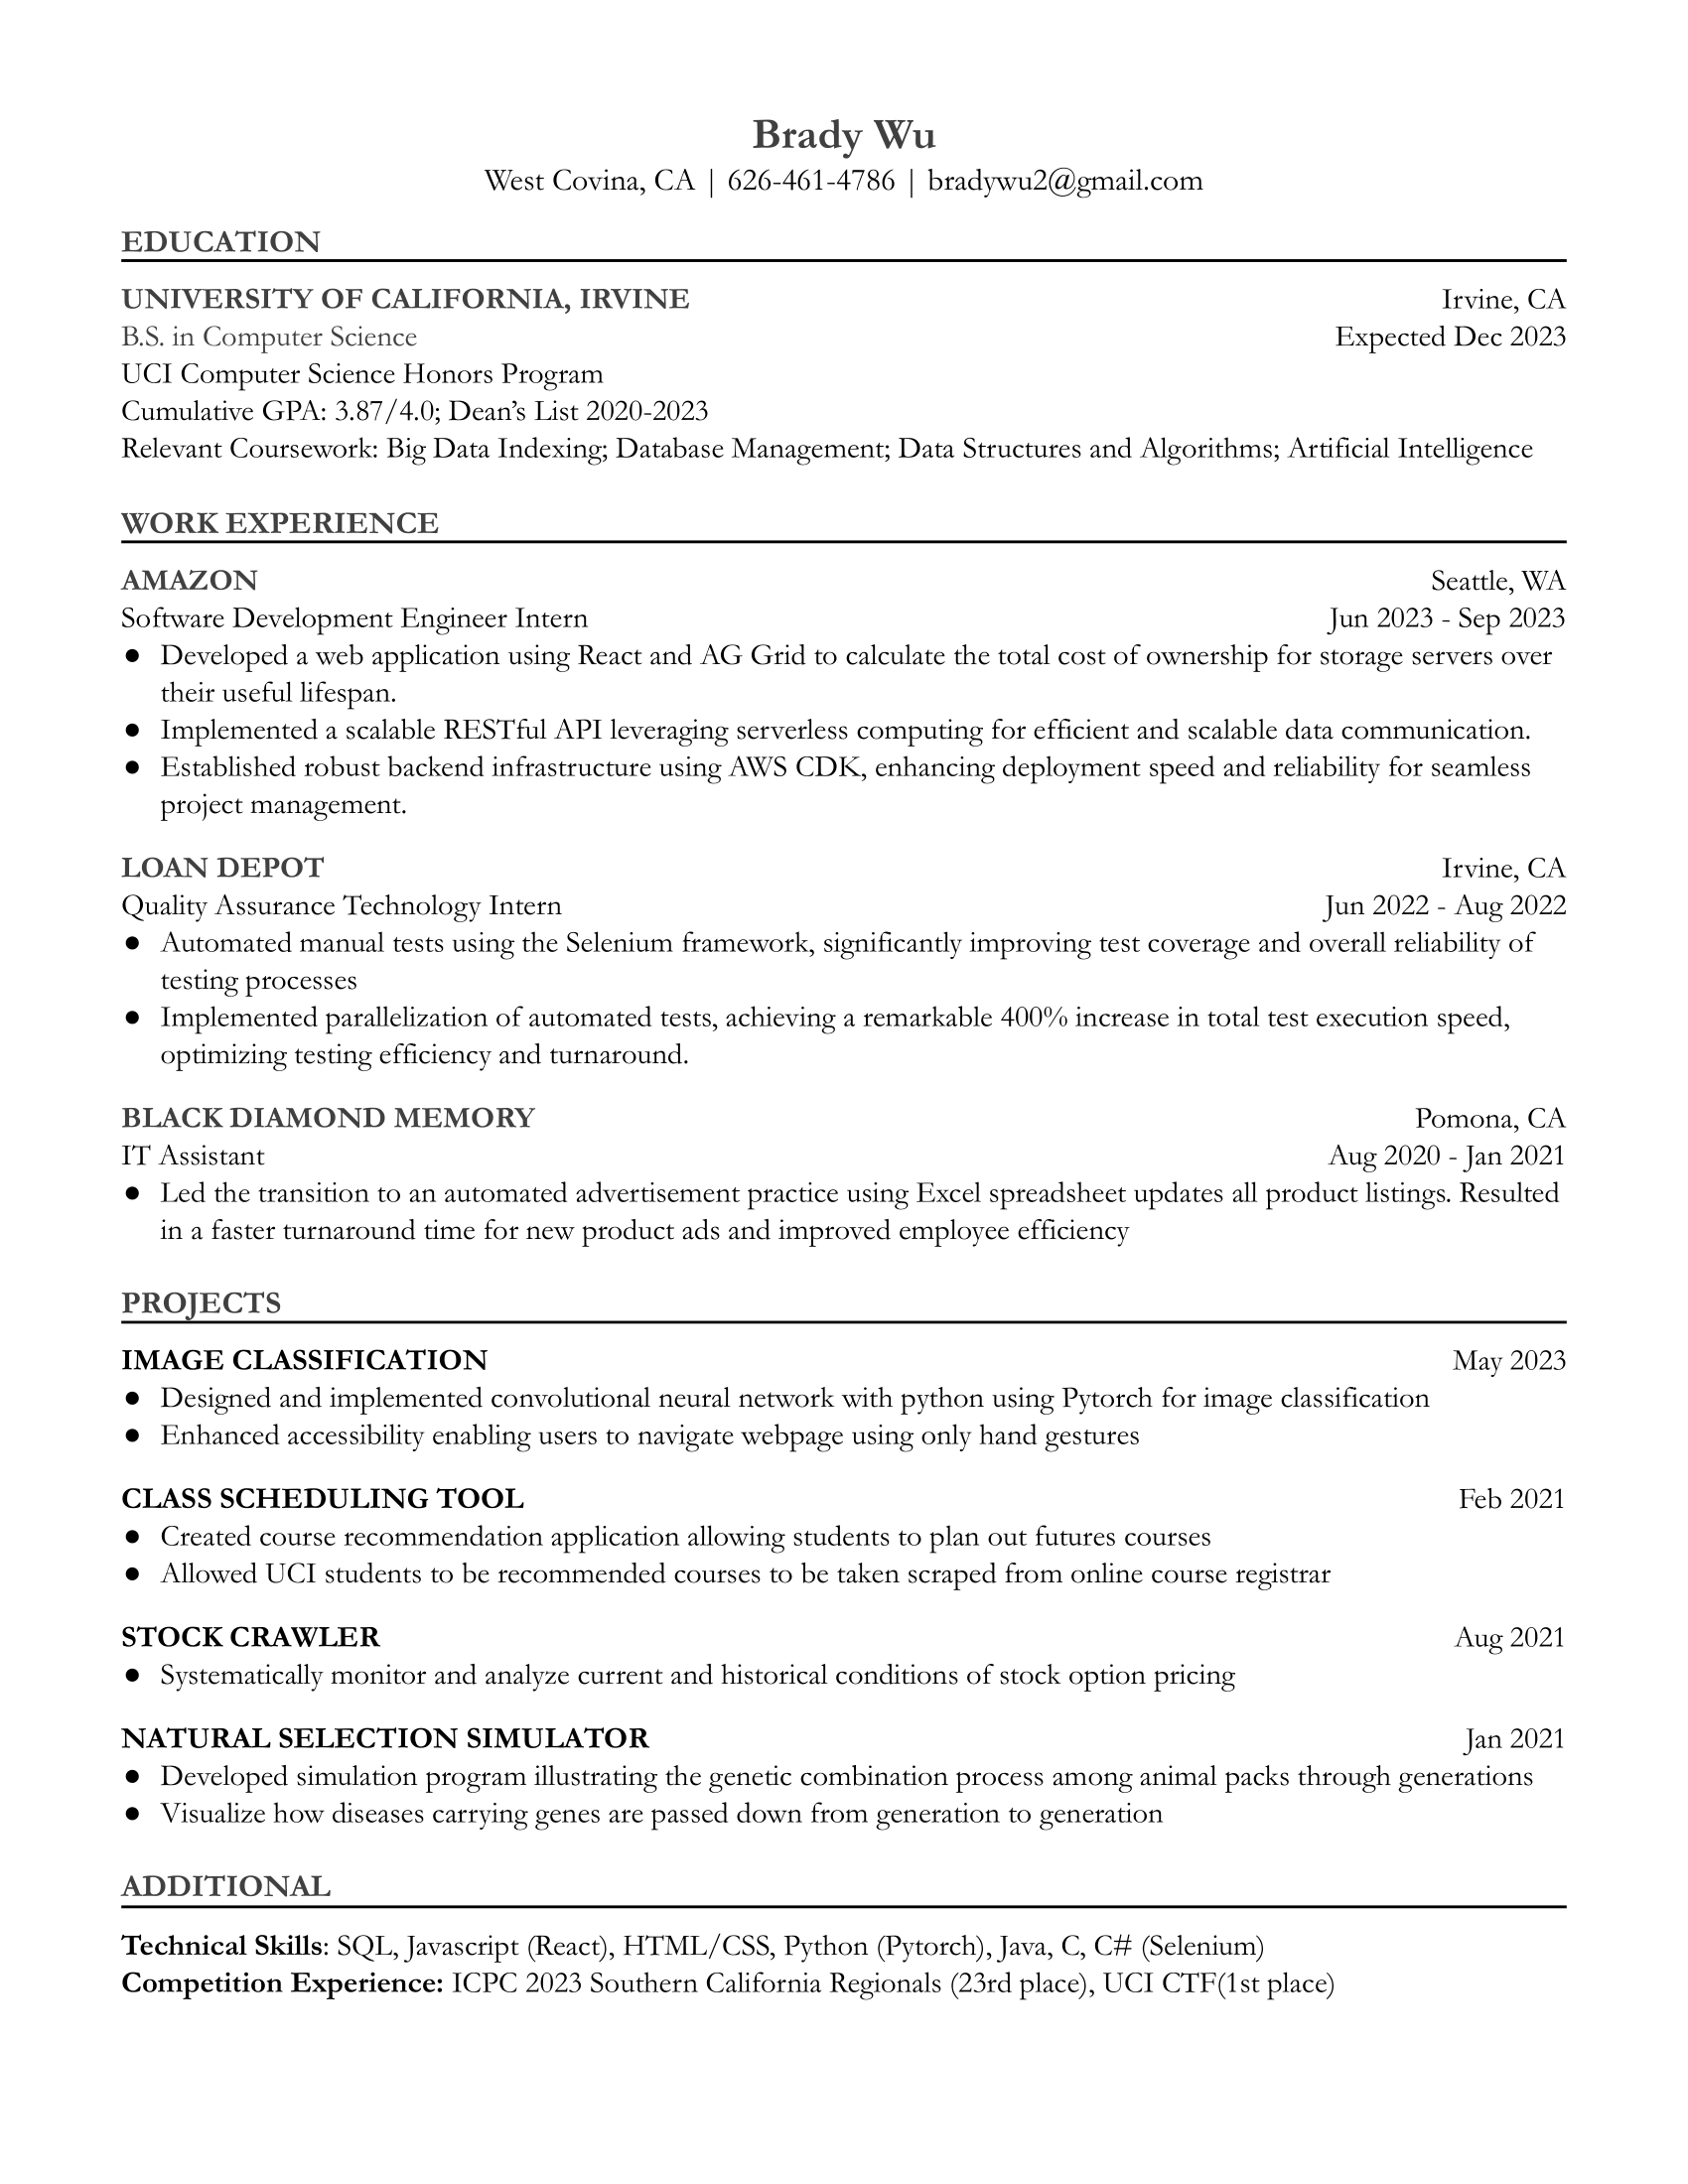 Brady Wu
West Covina, CA | 626-461-4786 | bradywu2@gmail.com
EDUCATION
UNIVERSITY OF CALIFORNIA, IRVINE Irvine, CA
B.S. in Computer Science Expected Dec 2023
UCI Computer Science Honors Program
Cumulative GPA: 3.87/4.0; Dean’s List 2020-2023
Relevant Coursework: Big Data Indexing; Database Management; Data Structures and Algorithms; Artificial Intelligence
WORK EXPERIENCE
AMAZON Seattle, WA
Software Development Engineer Intern Jun 2023 - Sep 2023
● Developed a web application using React and AG Grid to calculate the total cost of ownership for storage servers over
their useful lifespan.
● Implemented a scalable RESTful API leveraging serverless computing for efficient and scalable data communication.
● Established robust backend infrastructure using AWS CDK, enhancing deployment speed and reliability for seamless
project management.
LOAN DEPOT Irvine, CA
Quality Assurance Technology Intern Jun 2022 - Aug 2022
● Automated manual tests using the Selenium framework, significantly improving test coverage and overall reliability of
testing processes
● Implemented parallelization of automated tests, achieving a remarkable 400% increase in total test execution speed,
optimizing testing efficiency and turnaround.
BLACK DIAMOND MEMORY Pomona, CA
IT Assistant Aug 2020 - Jan 2021
● Led the transition to an automated advertisement practice using Excel spreadsheet updates all product listings. Resulted
in a faster turnaround time for new product ads and improved employee efficiency
PROJECTS
IMAGE CLASSIFICATION May 2023
● Designed and implemented convolutional neural network with python using Pytorch for image classification
● Enhanced accessibility enabling users to navigate webpage using only hand gestures
CLASS SCHEDULING TOOL Feb 2021
● Created course recommendation application allowing students to plan out futures courses
● Allowed UCI students to be recommended courses to be taken scraped from online course registrar
STOCK CRAWLER Aug 2021
● Systematically monitor and analyze current and historical conditions of stock option pricing
NATURAL SELECTION SIMULATOR Jan 2021
● Developed simulation program illustrating the genetic combination process among animal packs through generations
● Visualize how diseases carrying genes are passed down from generation to generation
ADDITIONAL
Technical Skills: SQL, Javascript (React), HTML/CSS, Python (Pytorch), Java, C, C# (Selenium)
Competition Experience: ICPC 2023 Southern California Regionals (23rd place), UCI CTF(1st place)